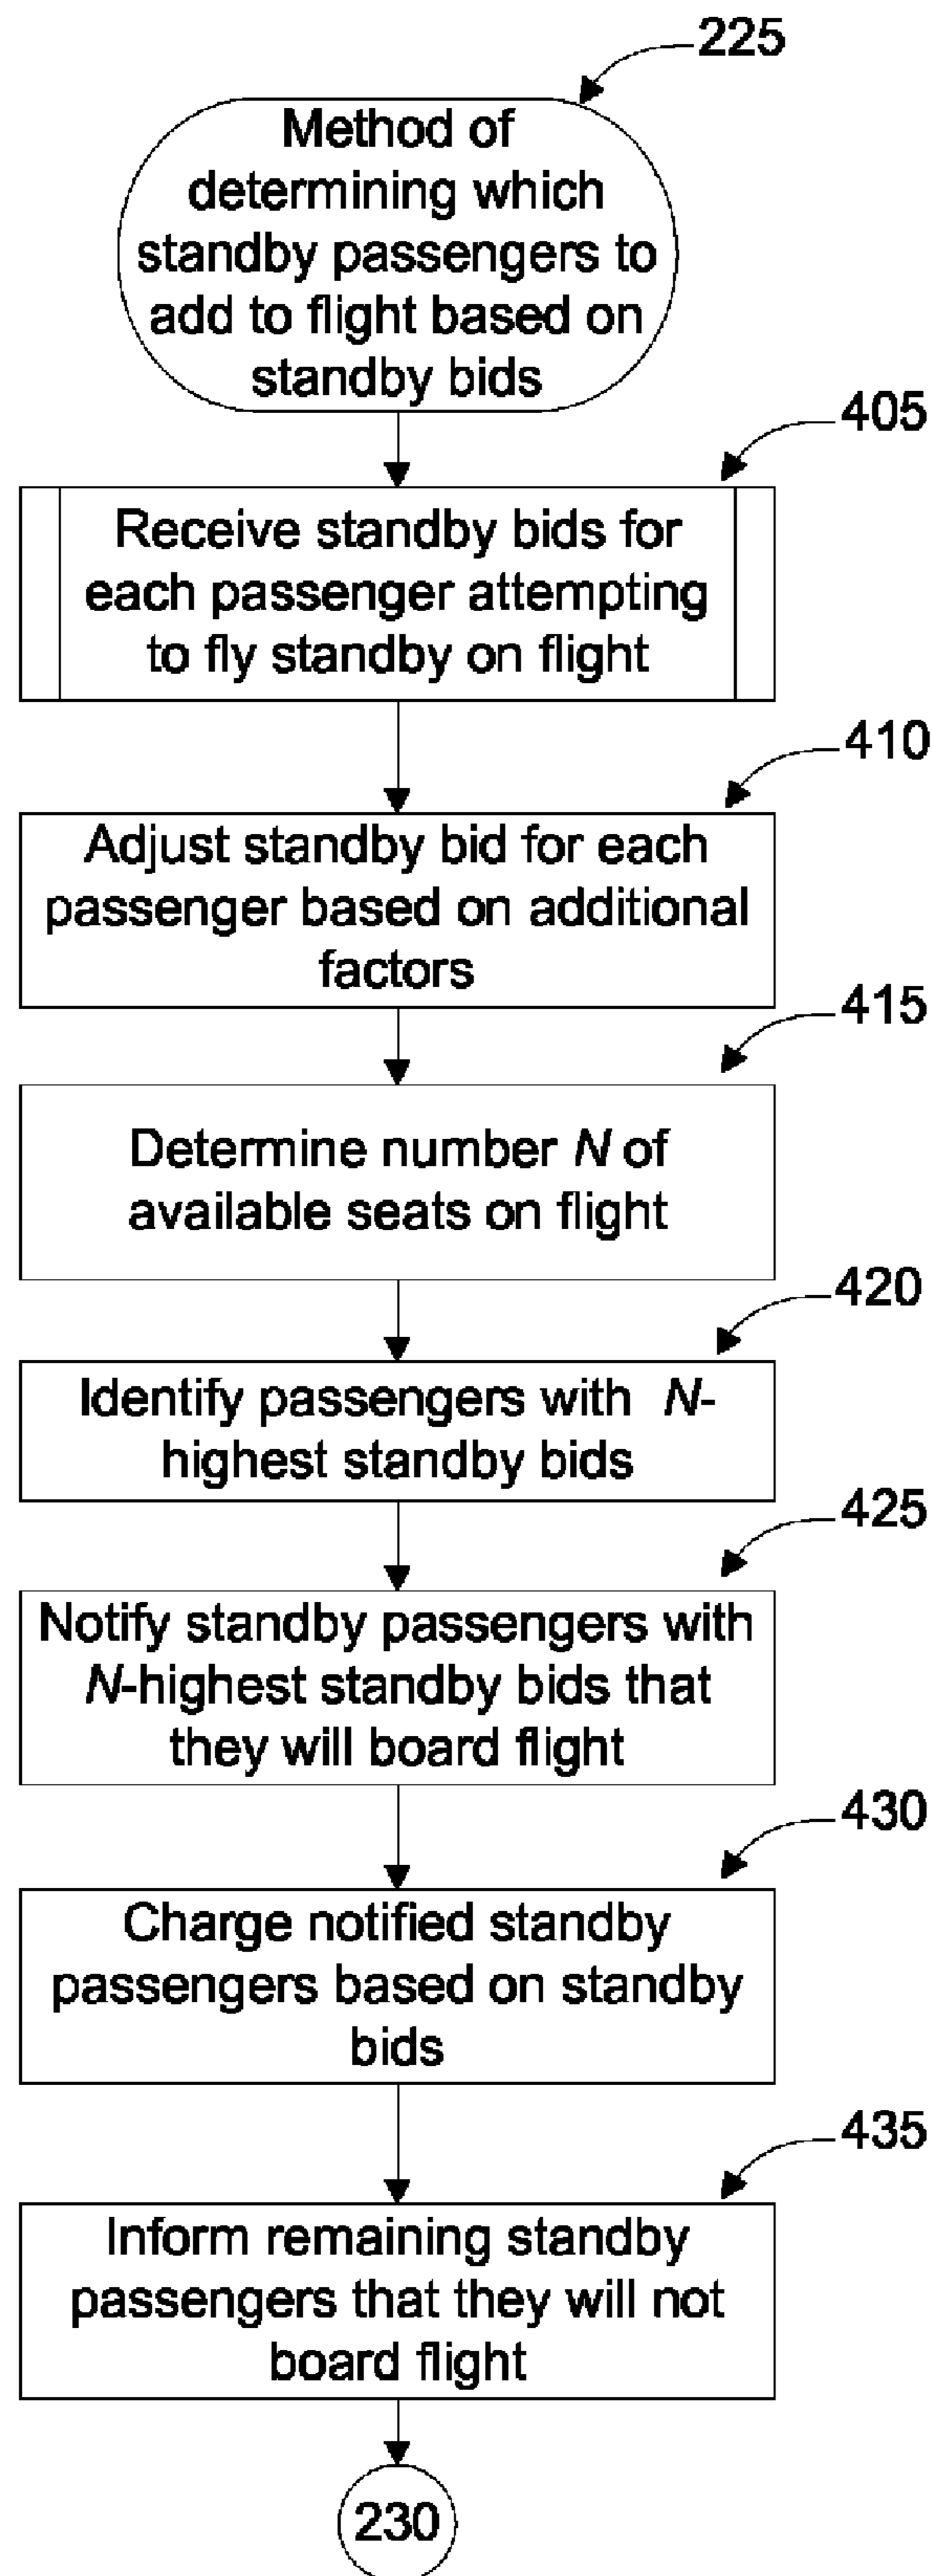 225
Method of
determining which
standby passengers to
add to flight based on
standby bids
405
Receive standby bids for
each passenger attempting
to fly standby on flight
410
Adjust standby bid for each
passenger based on additional
factors
415
Determine number N of
available seats on flight
420
Identify passengers with N-
highest standby bids
425
Notify standby passengers with
N-highest standby bids that
they will board flight
430
Charge notified standby
passengers based on standby
bids
435
Inform remaining standby
passengers that they will not
board flight
230